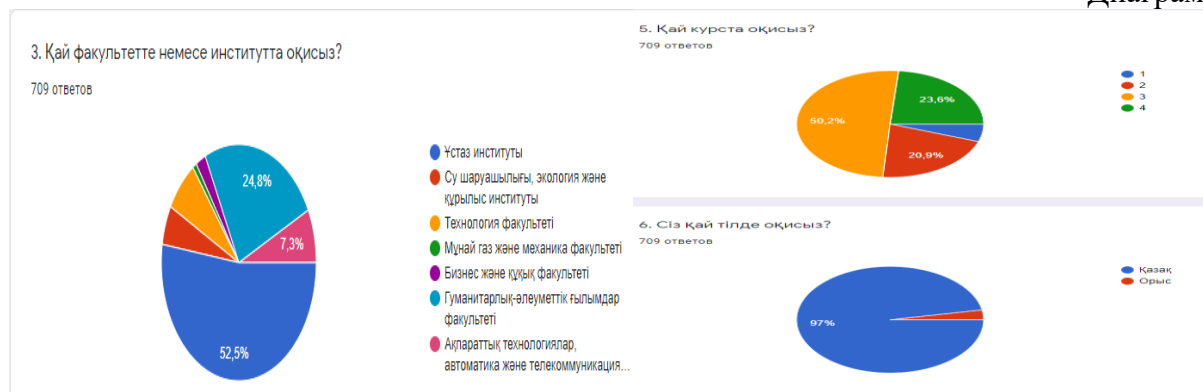 3. Қай факультетте немесе институтта оқисыз?
709 ответов
24,8%
7,3%
52,5%
Ұстаз институты
Су шаруашылығы, экология және
құрылыс институты
Технология факультеті
Мұнай газ және механика факультеті
Бизнес және құқық факультеті
Гуманитарлық-әлеуметтік ғылымдар
факультеті
Ақпараттық технологиялар,
автоматика және телекоммуникация...
5. Қай курста оқисыз?
709 ответов
23,6%
50,2%
20,9%
1
2
3
4
6. Сіз қай тілде оқисыз?
709 ответов
97%
Қазақ
Орыс